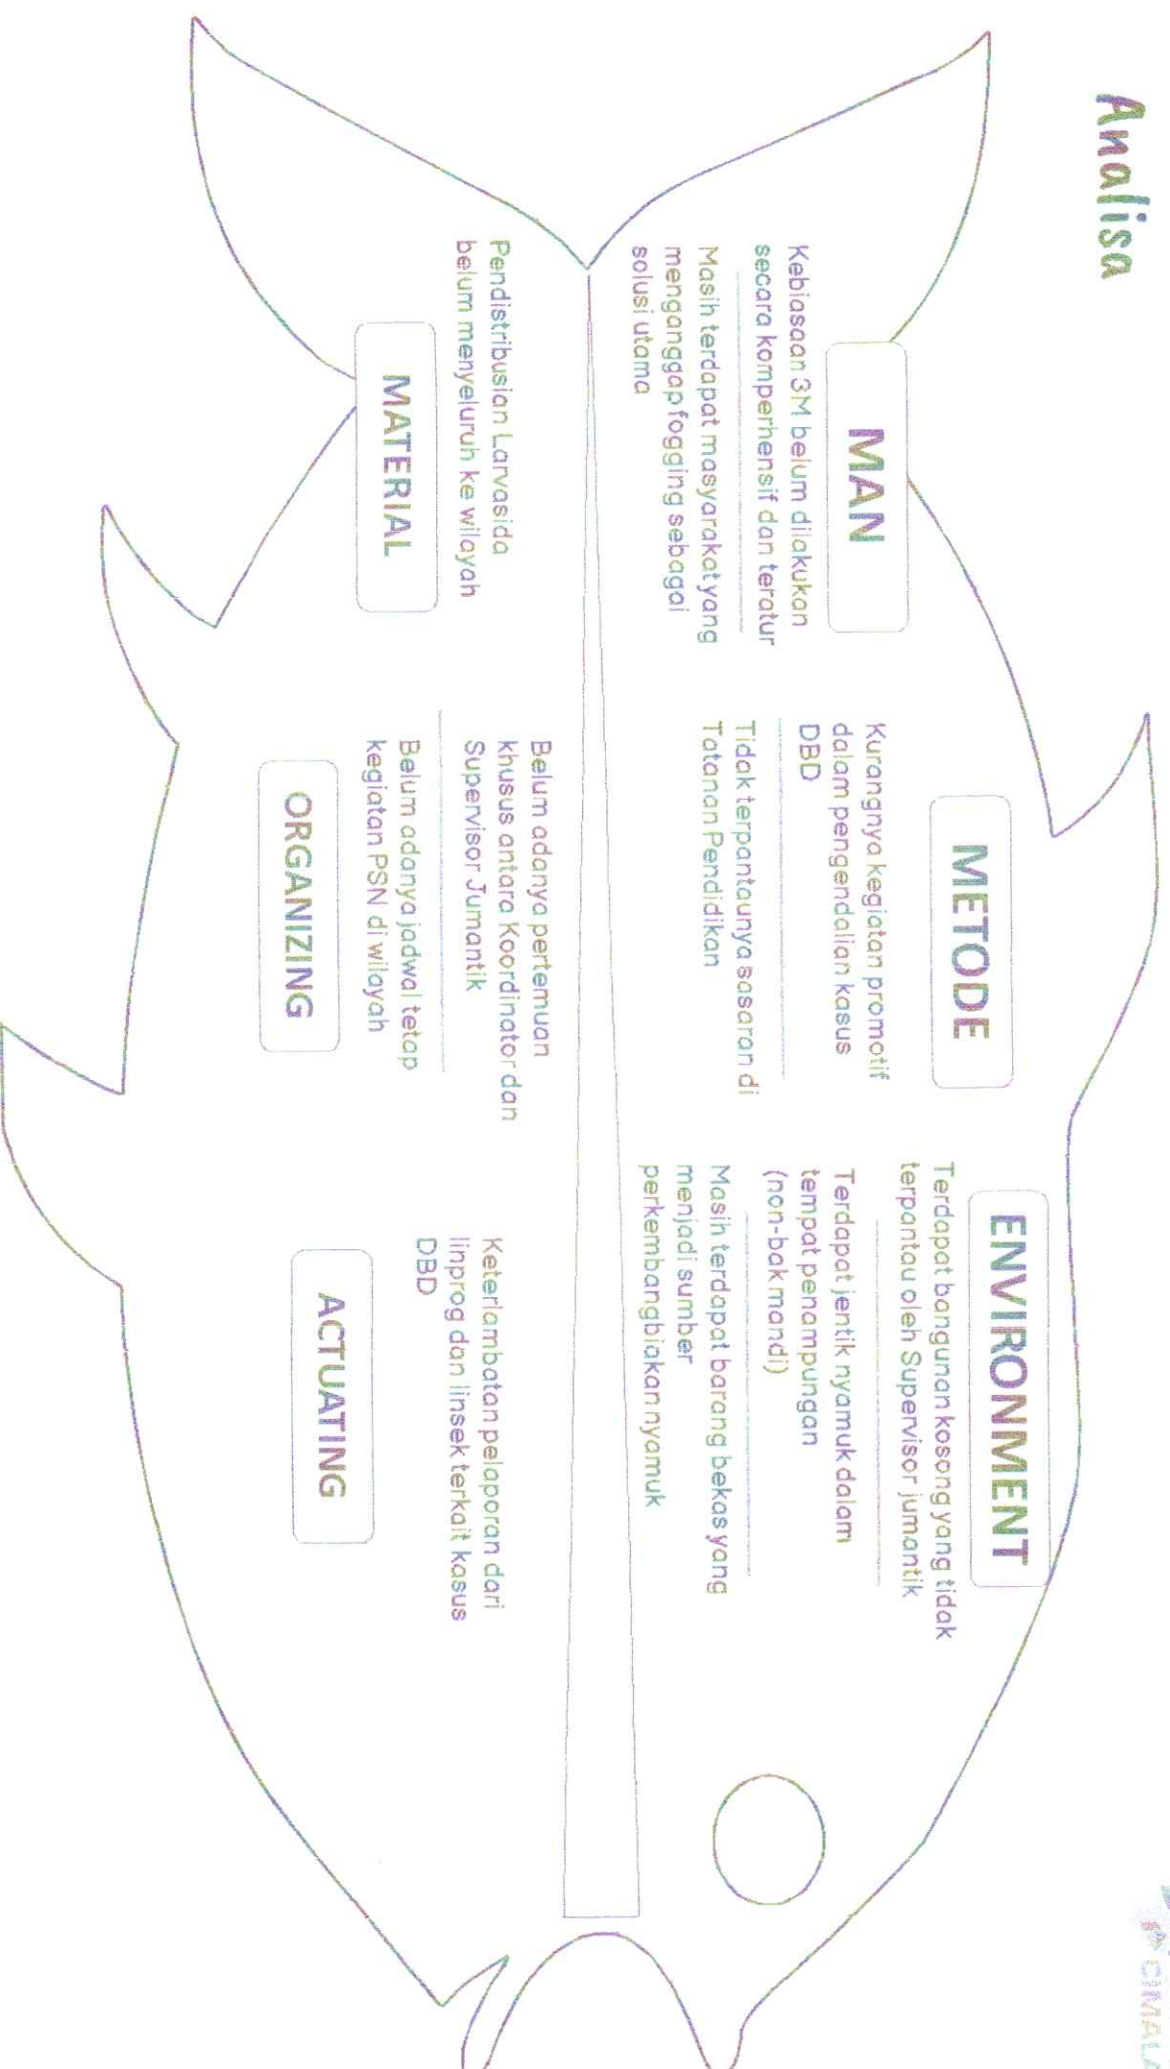 Analisa
MAN
Kebiasaan 3M belum dilakukan
secara komperhensif dan teratur
Masih terdapat masyarakat yang
menganggap fogging sebagai
solusi utama
METODE
Kurangnya kegiatan promotif
dalam pengendalian kasus
DBD
Tidak terpantaunya sasaran di
Tatanan Pendidikan
ENVIRONMENT
Terdapat bangunan kosong yang tidak
terpantau oleh Supervisor jumantik
Terdapat jentik nyamuk dalam
tempat penampungan
(non-bak mandi)
Masih terdapat barang bekas yang
menjadi sumber
perkembangbiakan nyamuk
Pendistribusian Larvasida
belum menyeluruh ke wilayah
MATERIAL
Belum adanya pertemuan
khusus antara Koordinator dan
Supervisor Jumantik
Belum adanya jadwal tetap
kegiatan PSN di wilayah
ORGANIZING
Keterlambatan pelaporan dari
linprog dan linsek terkait kasus
DBD
ACTUATING